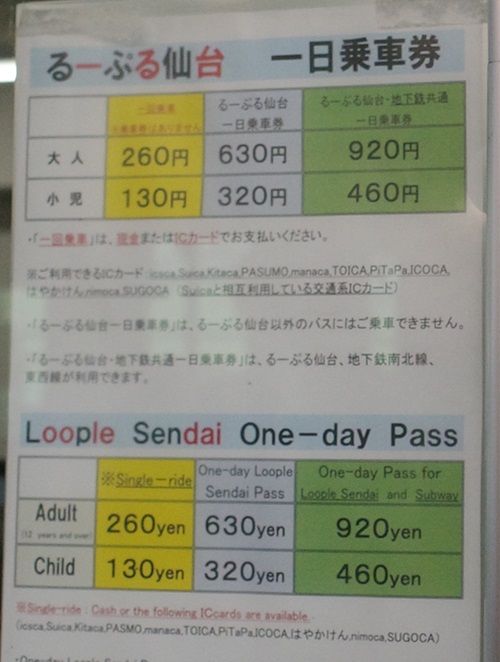 るーぷる仙台 一日乗車券
一回乗車 るーぷる仙台 るーぷる仙台・地下鉄共通
※乗車券はありません 一日乗車券 一日乗車券
大人 260円 630円 920円
小児 130円 320円 460円
・「一回乗車」は、現金またはICカードでお支払いください。
※ご利用できるICカード:icsca,Suica,Kitaca,PASUMO,manaca,TOICA,PiTaPa,ICOCA,
はやかけん,nimoca,SUGOCA (Suicaと相互利用している交通系ICカード)
・「るーぷる仙台一日乗車券」は、るーぷる仙台以外のバスにはご乗車できません。
・「るーぷる仙台・地下鉄共通一日乗車券」は、るーぷる仙台、地下鉄南北線、
東西線が利用できます。
Loople Sendai One-day Pass
※Single-ride One-day Loople One-day Pass for
Sendai Pass Loople Sendai and Subway
Adult 260yen 630yen 920yen
(12 years and over)
Child 130yen 320yen 460yen
※Single-ride : Cash or the following ICcards are available.
(icsca,Suica,Kitaca,PASMO,manaca,TOICA,PiTaPa,ICOCA,はやかけん,nimoca,SUGOCA)